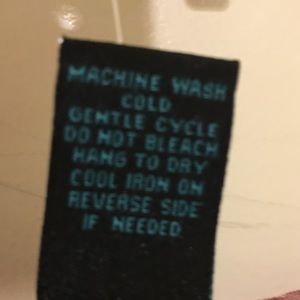 MACHINE WASH
COLD
GENTLE CYCLE
DO NOT BLEACH
HANG TO DRY
COOL IRON ON
REVERSE SIDE
IF NEEDED